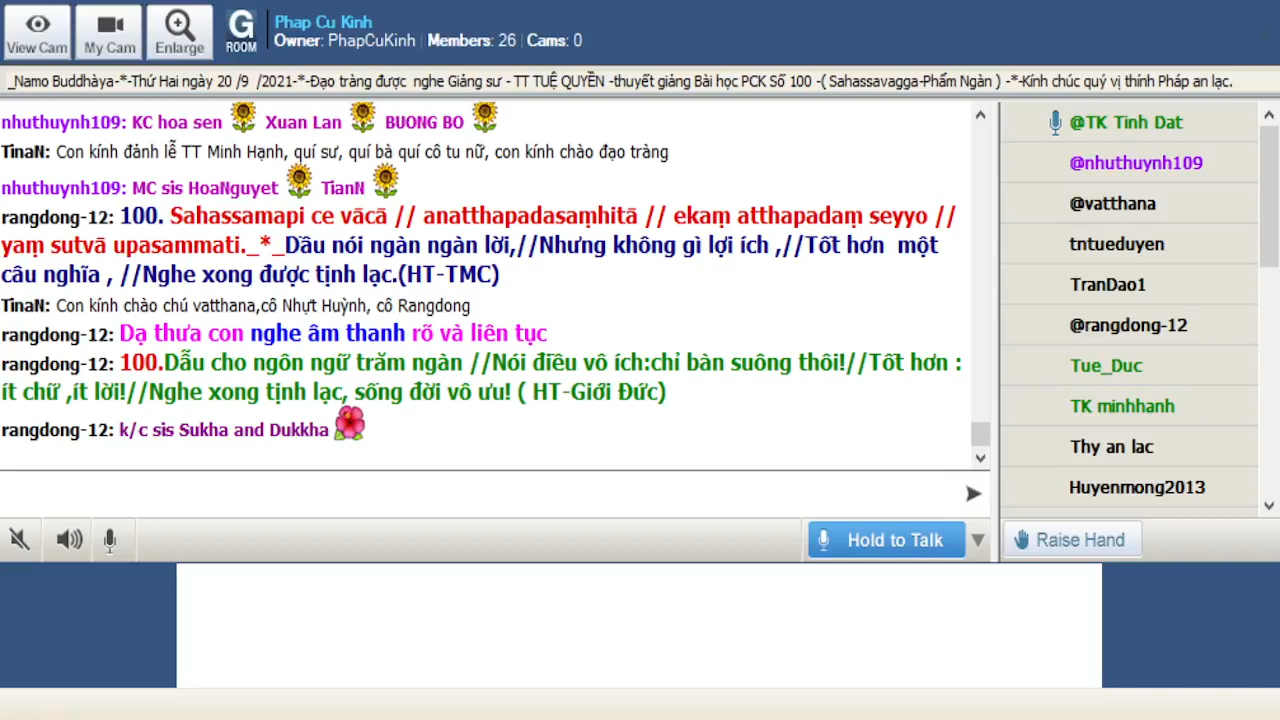 View Cam
My Cam
Enlarge
G
ROOM
Phap Cu Kinh
Owner: PhapCuKinh | Members: 26 | Cams: 0
_Namo Buddhàya-*-Thứ Hai ngày 20 /9 /2021-*-Đạo tràng được nghe Giảng sư - TT TUỆ QUYỀN -thuyết giảng Bài học PCK Số 100 -( Sahassavagga-Phẩm Ngàn ) -*-Kính chúc quý vị thính Pháp an lạc.
nhuthuynh109: KC hoa sen Xuan Lan BUONG BO
TinaN: Con kính đảnh lễ TT Minh Hạnh, quí sư, quí bà quí cô tu nữ, con kính chào đạo tràng
nhuthuynh109: MC sis HoaNguyet TianN
rangdong-12: 100. Sahassamapi ce vācā // anatthapadasaṃhitā // ekaṃ atthapadaṃ seyyo //
yaṃ sutvā upasammati._*_Dầu nói ngàn ngàn lời,//Nhưng không gì lợi ích ,//Tốt hơn một
câu nghĩa , //Nghe xong được tịnh lạc.(HT-TMC)
TinaN: Con kính chào chú vatthana,cô Nhựt Huỳnh, cô Rangdong
rangdong-12: Dạ thưa con nghe âm thanh rõ và liên tục
rangdong-12: 100.Dẫu cho ngôn ngữ trăm ngàn //Nói điều vô ích:chỉ bàn suông thôi!//Tốt hơn :
ít chữ ,ít lời!//Nghe xong tịnh lạc, sống đời vô ưu! ( HT-Giới Đức)
rangdong-12: k/c sis Sukha and Dukkha
@TK Tinh Dat
@nhuthuynh109
@vatthana
tntueduyen
TranDao1
@rangdong-12
Tue_Duc
TK minhhanh
Thy an lac
Huyenmong2013
Hold to Talk
Raise Hand